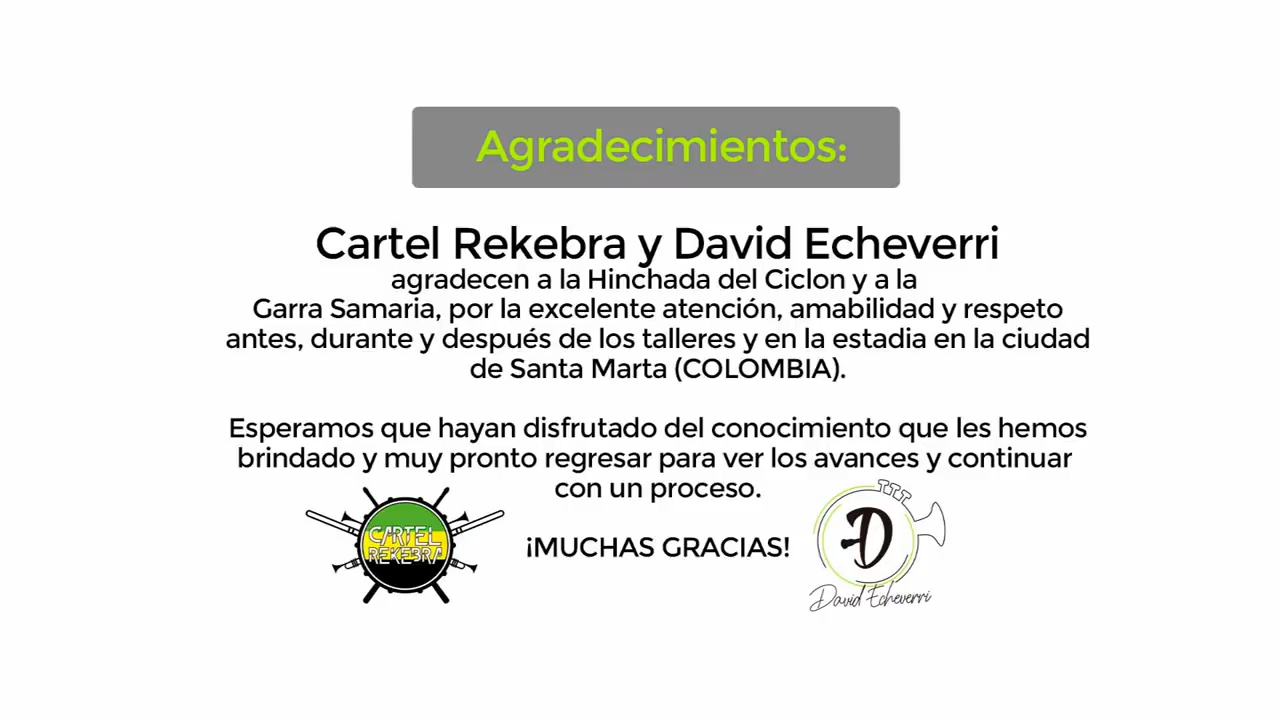 Agradecimientos:
Cartel Rekebra y David Echeverri
agradecen a la Hinchada del Ciclon y a la
Garra Samaria, por la excelente atención, amabilidad y respeto
antes, durante y después de los talleres y en la estadia en la ciudad
de Santa Marta (COLOMBIA).
Esperamos que hayan disfrutado del conocimiento que les hemos
brindado y muy pronto regresar para ver los avances y continuar
con un proceso.
CARTEL
REKEBRA
¡MUCHAS GRACIAS!
D
David Echeverri